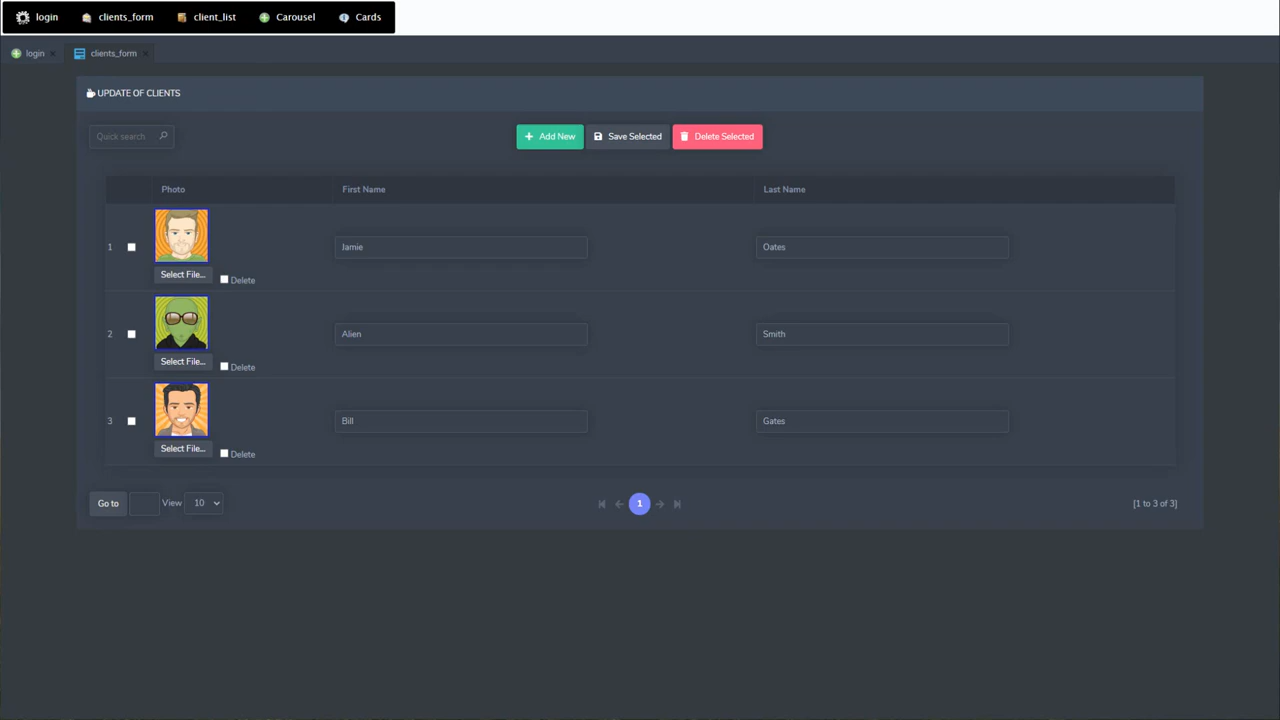 login clients_form client_list Carousel Cards
login × clients_form ×
UPDATE OF CLIENTS
Quick search Add New Save Selected Delete Selected
Photo First Name Last Name
1 Jamie Oates
Select File... Delete
2 Alien Smith
Select File... Delete
3 Bill Gates
Select File... Delete
Go to View 10 1 [1 to 3 of 3]